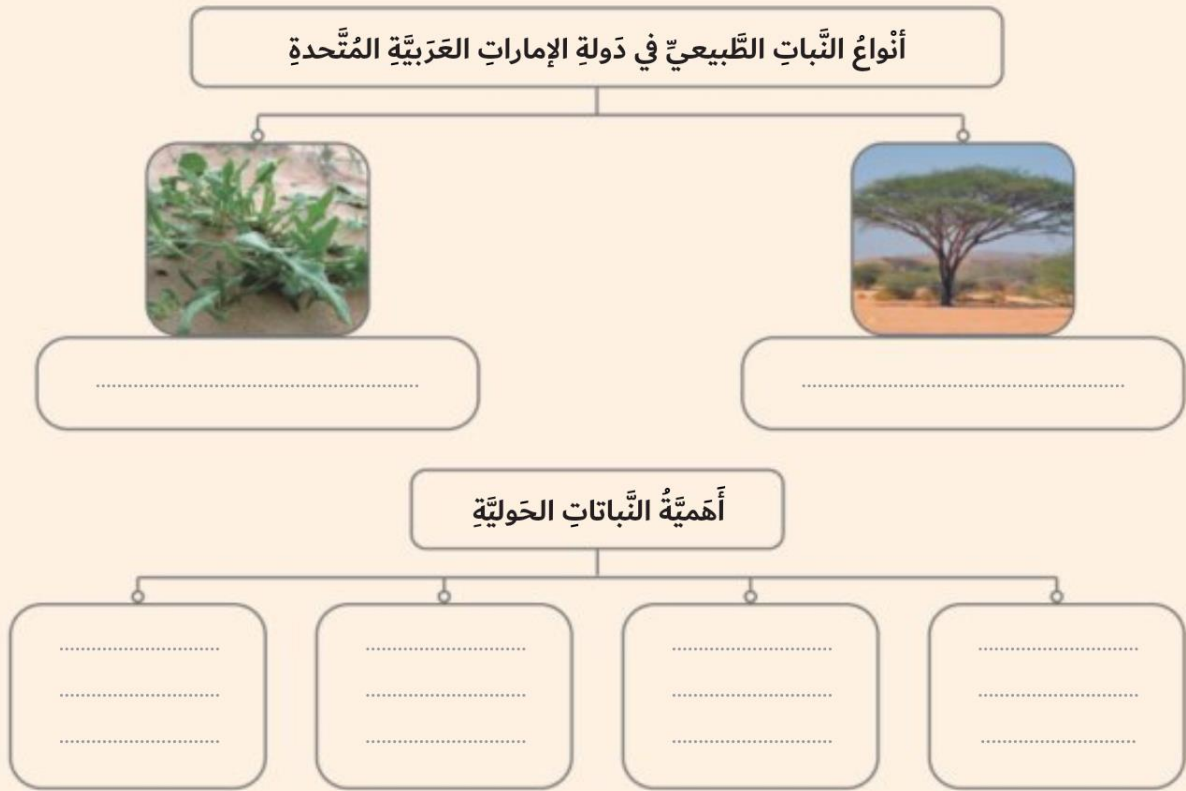 أنْواعُ النَّباتِ الطَّبيعيِّ في دَولةِ الإماراتِ العَرَبيَّةِ المُتَّحدةِ
أَهَميَّةُ النَّباتاتِ الحَوليَّةِ